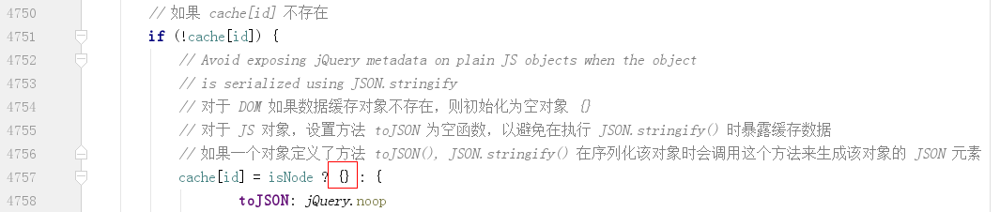 4750 // 如果 cache[id] 不存在
4751 if (!cache[id]) {
4752 // Avoid exposing jQuery metadata on plain JS objects when the object
4753 // is serialized using JSON.stringify
4754 // 对于 DOM 如果数据缓存对象不存在，则初始化为空对象 {}
4755 // 对于 JS 对象，设置方法 toJSON 为空函数，以避免在执行 JSON.stringify() 时暴露缓存数据
4756 // 如果一个对象定义了方法 toJSON(), JSON.stringify() 在序列化该对象时会调用这个方法来生成该对象的 JSON 元素
4757 cache[id] = isNode ? {} : {
4758 toJSON: jQuery.noop